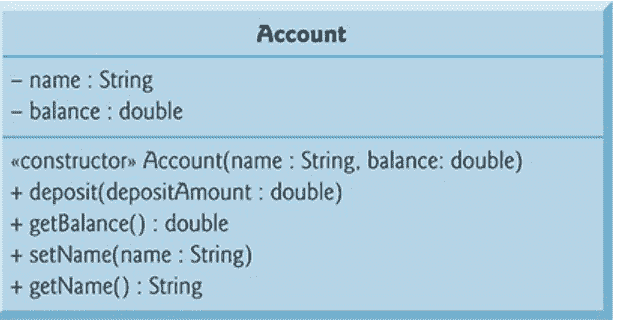 Account
– name : String
– balance : double
«constructor» Account(name : String, balance: double)
+ deposit(depositAmount : double)
+ getBalance() : double
+ setName(name : String)
+ getName() : String